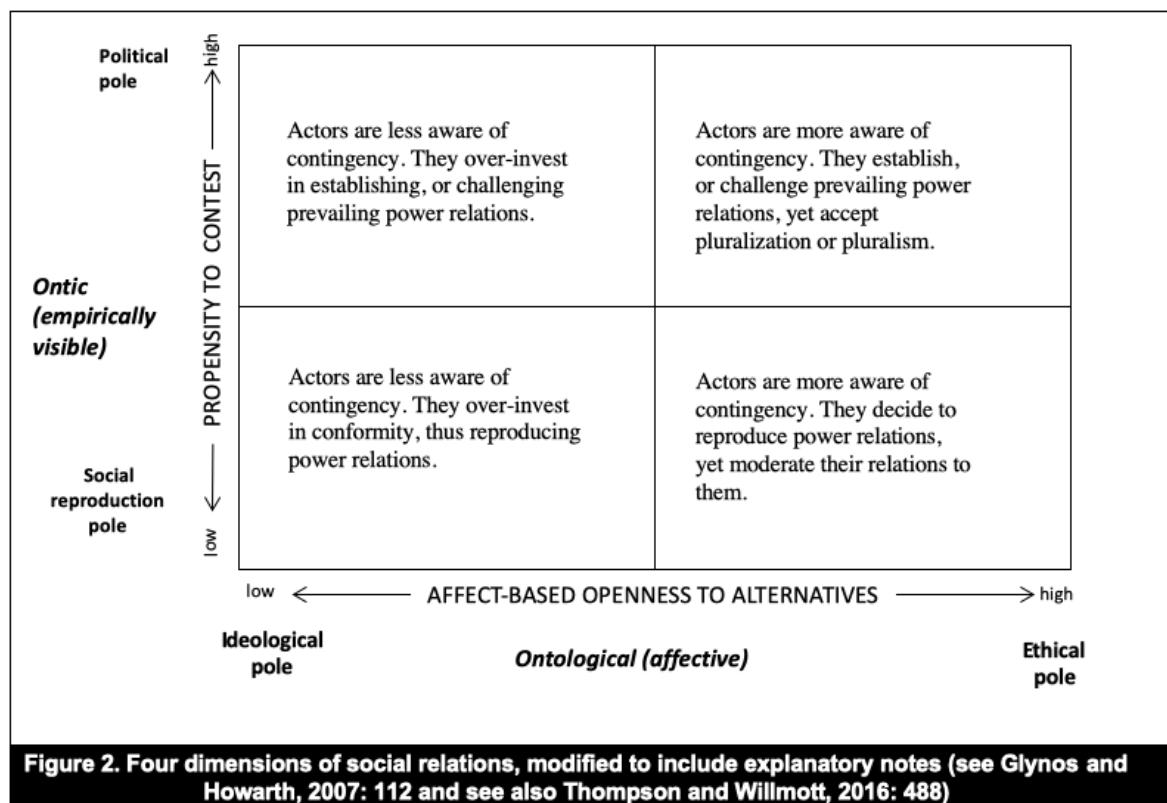 Political
pole
high
Actors are less aware of
contingency. They over-invest
in establishing, or challenging
prevailing power relations.
Actors are more aware of
contingency. They establish,
or challenge prevailing power
relations, yet accept
pluralization or pluralism.
PROPENSITY TO CONTEST
Ontic
(empirically
visible)
Actors are less aware of
contingency. They over-invest
in conformity, thus reproducing
power relations.
Actors are more aware of
contingency. They decide to
reproduce power relations,
yet moderate their relations to
them.
Social
reproduction
pole
low
low
AFFECT-BASED OPENNESS TO ALTERNATIVES
high
Ideological
pole
Ontological (affective)
Ethical
pole
Figure 2. Four dimensions of social relations, modified to include explanatory notes (see Glynos and
Howarth, 2007: 112 and see also Thompson and Willmott, 2016: 488)